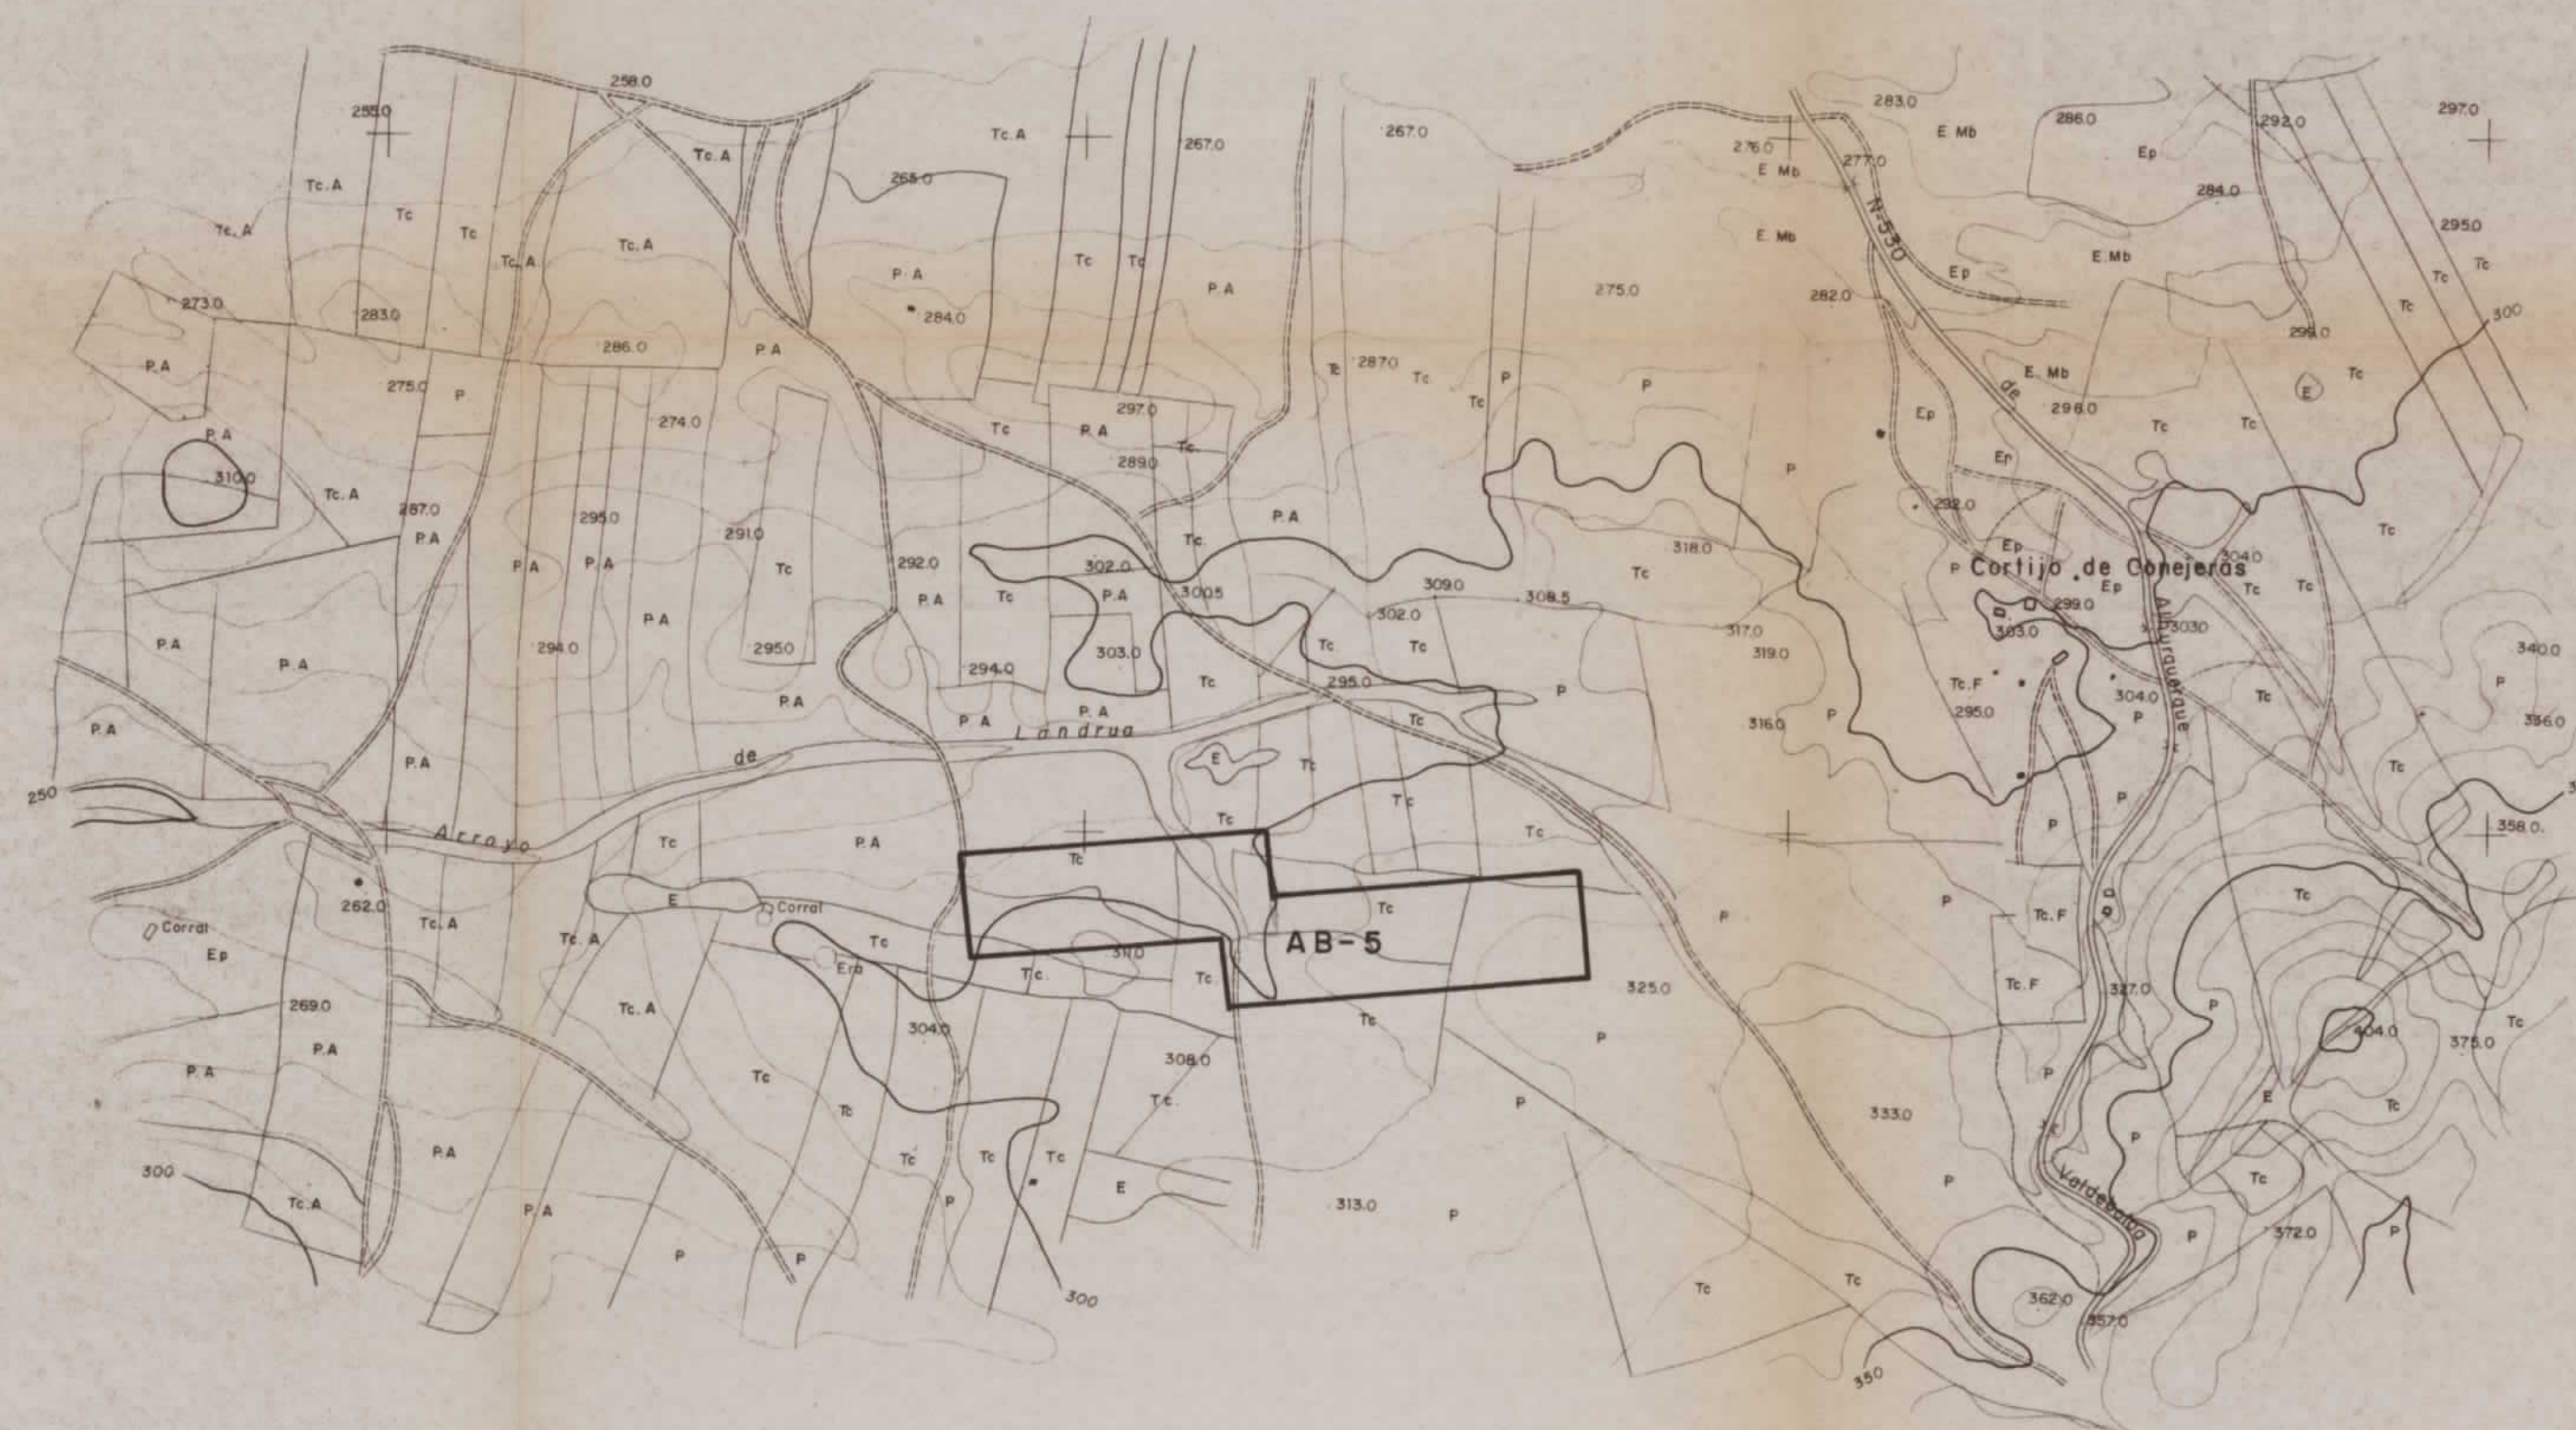 258.0
255.0
Tc. A
Tc. A
267.0
267.0
283.0
E Mb
286.0
292.0
297.0
276.0
E Mb
277.0
Ep
284.0
Tc. A
Tc
Tc
Tc. A
Tc. A
Tc. A
265.0
N-530
E Mb
295.0
Tc
Tc
P. A
Tc
Tc
P. A
275.0
282.0
Ep
E.Mb
Tc
Tc
300
273.0
283.0
284.0
299.0
286.0
P. A
287.0
Tc
Tc
P
P
E. Mb
Tc
P. A
275.0
P
de
E
274.0
297.0
Tc
Ep
298.0
Tc
Tc
P. A
Tc
P. A
Tc
289.0
Ep
P
310.0
Tc. A
287.0
295.0
291.0
P. A
292.0
Tc
P. A
P. A
P. A
Tc
292.0
302.0
Tc
318.0
Ep
304.0
P
Cortijo de Conejeras
Tc
P. A
Tc
P. A
300.5
309.0
308.5
Tc
Ep
Tc
Tc
302.0
299.0
Alburquerque
P. A
317.0
303.0
303.0
P. A
P. A
294.0
295.0
294.0
303.0
Tc
Tc
319.0
340.0
Tc
295.0
P
Tc. F
295.0
304.0
Tc
P
P. A
P. A
P. A
Tc
316.0
P
P
336.0
P. A
Landrua
P. A
de
E
Tc
Tc
250
P
Tc
Tc
P
358.0
Arroyo
Tc
P. A
Tc
Tc
Tc
E
Corral
Tc
P
P
Tc. F
Tc
262.0
Corral
Ep
Tc. A
Tc. A
Tc
Era
311.0
AB-5
Tc.
Tc
Tc. F
327.0
P
269.0
Tc. A
304.0
325.0
Tc
P
404.0
375.0
Tc
P. A
P. A
308.0
Tc
Tc
Tc.
P
333.0
P
E
Tc
300
P. A
Tc
Tc
Tc
E
P
P
Valdebotoa
Tc
Tc. A
P. A
P
313.0
P
P
372.0
P
P
P
300
Tc
Tc
362.0
357.0
350